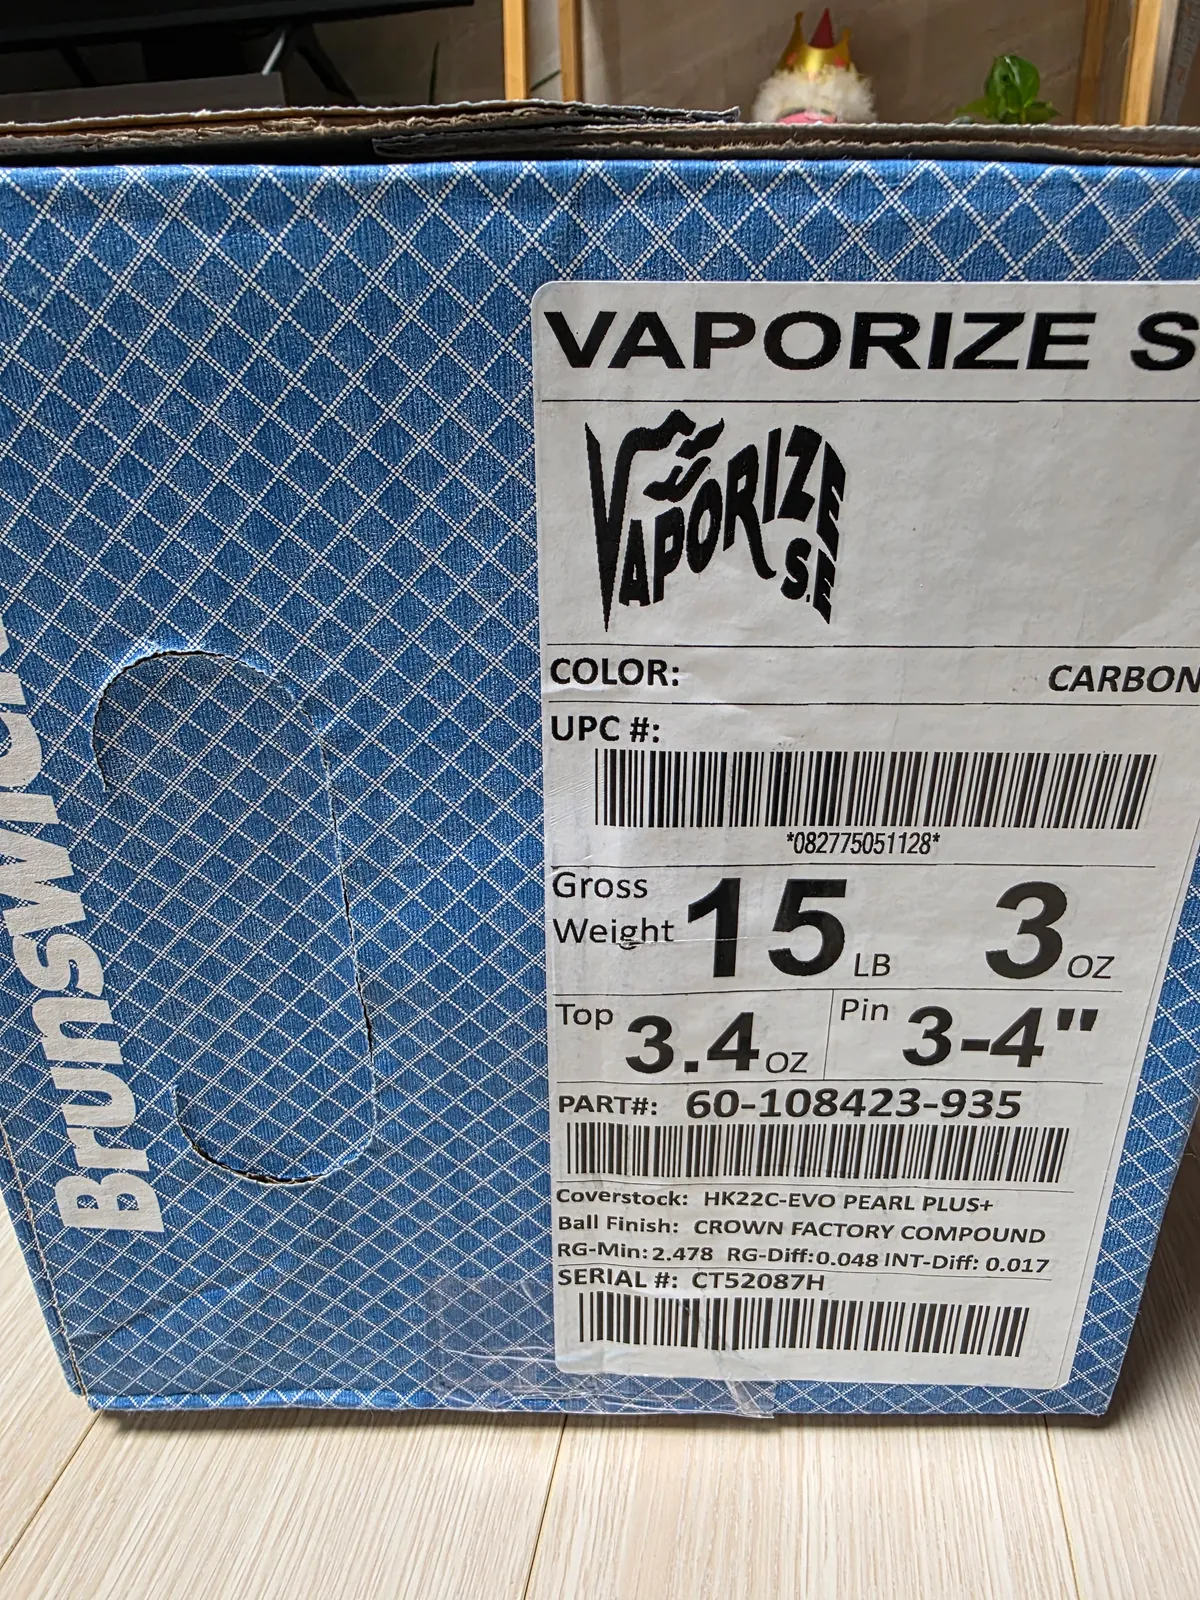 Brunswick
VAPORIZE S
VAPORIZE
S.E
COLOR: CARBON
UPC #:
*082775051128*
Gross
Weight 15 LB 3 OZ
Top 3.4 OZ Pin 3-4"
PART#: 60-108423-935
Coverstock: HK22C-EVO PEARL PLUS+
Ball Finish: CROWN FACTORY COMPOUND
RG-Min: 2.478 RG-Diff: 0.048 INT-Diff: 0.017
SERIAL #: CT52087H